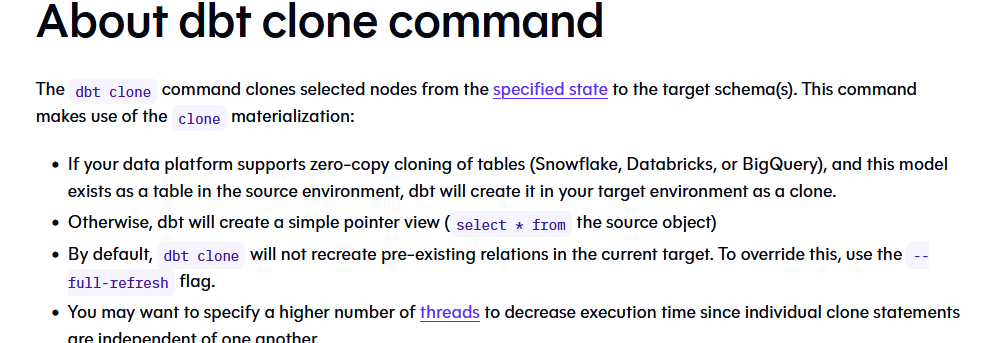 About dbt clone command
The dbt clone command clones selected nodes from the specified state to the target schema(s). This command
makes use of the clone materialization:
• If your data platform supports zero-copy cloning of tables (Snowflake, Databricks, or BigQuery), and this model
exists as a table in the source environment, dbt will create it in your target environment as a clone.
• Otherwise, dbt will create a simple pointer view ( select * from the source object)
• By default, dbt clone will not recreate pre-existing relations in the current target. To override this, use the --
full-refresh flag.
• You may want to specify a higher number of threads to decrease execution time since individual clone statements
are independent of one another.